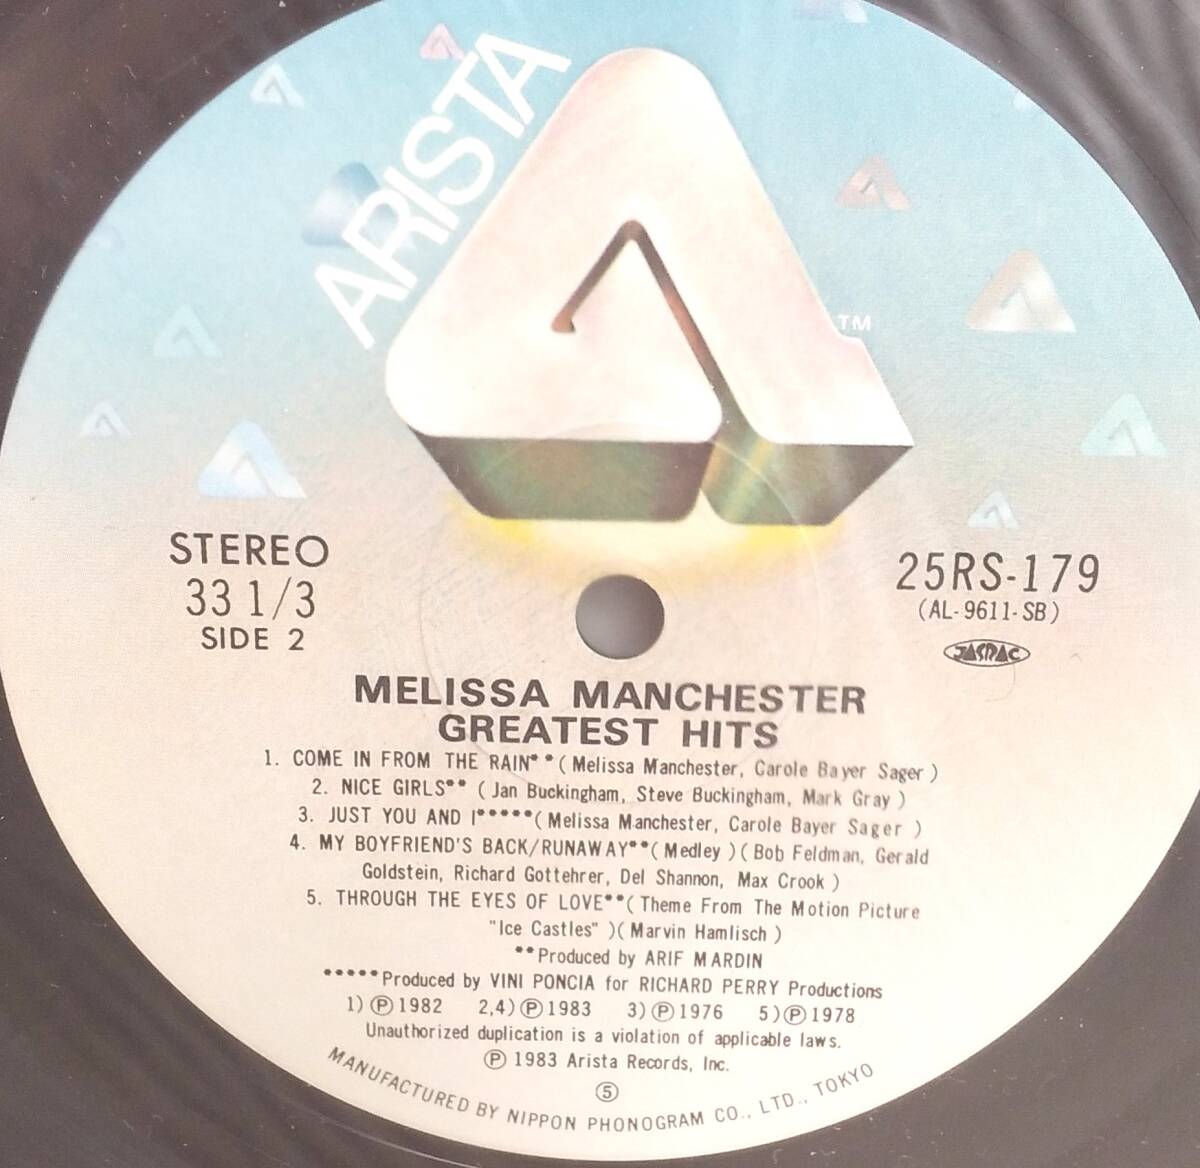 ARISTA
TM
STEREO
33 1/3
SIDE 2
25RS-179
(AL-9611-SB)
JASRAC
MELISSA MANCHESTER
GREATEST HITS
1. COME IN FROM THE RAIN** (Melissa Manchester, Carole Bayer Sager)
2. NICE GIRLS** (Jan Buckingham, Steve Buckingham, Mark Gray)
3. JUST YOU AND I*****(Melissa Manchester, Carole Bayer Sager)
4. MY BOYFRIEND'S BACK/RUNAWAY**(Medley)(Bob Feldman, Gerald
Goldstein, Richard Gottehrer, Del Shannon, Max Crook)
5. THROUGH THE EYES OF LOVE**(Theme From The Motion Picture
"Ice Castles")(Marvin Hamlisch)
**Produced by ARIF MARDIN
*****Produced by VINI PONCIA for RICHARD PERRY Productions
1)Ⓟ1982 2,4)Ⓟ1983 3)Ⓟ1976 5)Ⓟ1978
Unauthorized duplication is a violation of applicable laws.
Ⓟ 1983 Arista Records, Inc.
⑤
MANUFACTURED BY NIPPON PHONOGRAM CO., LTD., TOKYO